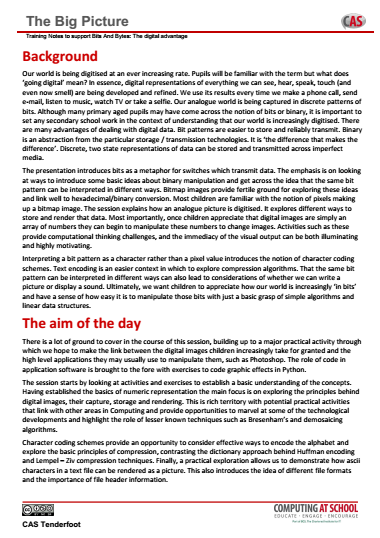 The Big Picture
CAS
Training Notes to support Bits And Bytes: The digital advantage
Background
Our world is being digitised at an ever increasing rate. Pupils will be familiar with the term but what does
'going digital' mean? In essence, digital representations of everything we can see, hear, speak, touch (and
even now smell) are being developed and refined. We use its results every time we make a phone call, send
e-mail, listen to music, watch TV or take a selfie. Our analogue world is being captured in discrete patterns of
bits. Although many primary aged pupils may have come across the notion of bits or binary, it is important to
set any secondary school work in the context of understanding that our world is increasingly digitised. There
are many advantages of dealing with digital data. Bit patterns are easier to store and reliably transmit. Binary
is an abstraction from the particular storage / transmission technologies. It is 'the difference that makes the
difference'. Discrete, two state representations of data can be stored and transmitted across imperfect
media.
The presentation introduces bits as a metaphor for switches which transmit data. The emphasis is on looking
at ways to introduce some basic ideas about binary manipulation and get across the idea that the same bit
pattern can be interpreted in different ways. Bitmap images provide fertile ground for exploring these ideas
and link well to hexadecimal/binary conversion. Most children are familiar with the notion of pixels making
up a bitmap image. The session explains how an analogue picture is digitised. It explores different ways to
store and render that data. Most importantly, once children appreciate that digital images are simply an
array of numbers they can begin to manipulate these numbers to change images. Activities such as these
provide computational thinking challenges, and the immediacy of the visual output can be both illuminating
and highly motivating.
Interpreting a bit pattern as a character rather than a pixel value introduces the notion of character coding
schemes. Text encoding is an easier context in which to explore compression algorithms. That the same bit
pattern can be interpreted in different ways can also lead to considerations of whether we can write a
picture or display a sound. Ultimately, we want children to appreciate how our world is increasingly 'in bits'
and have a sense of how easy it is to manipulate those bits with just a basic grasp of simple algorithms and
linear data structures.
The aim of the day
There is a lot of ground to cover in the course of this session, building up to a major practical activity through
which we hope to make the link between the digital images children increasingly take for granted and the
high level applications they may usually use to manipulate them, such as Photoshop. The role of code in
application software is brought to the fore with exercises to code graphic effects in Python.
The session starts by looking at activities and exercises to establish a basic understanding of the concepts.
Having established the basics of numeric representation the main focus is on exploring the principles behind
digital images, their capture, storage and rendering. This is rich territory with potential practical activities
that link with other areas in Computing and provide opportunities to marvel at some of the technological
developments and highlight the role of lesser known techniques such as Bresenham's and demosaicing
algorithms.
Character coding schemes provide an opportunity to consider effective ways to encode the alphabet and
explore the basic principles of compression, contrasting the dictionary approach behind Huffman encoding
and Lempel – Ziv compression techniques. Finally, a practical exploration allows us to demonstrate how ascii
characters in a text file can be rendered as a picture. This also introduces the idea of different file formats
and the importance of file header information.
CAS Tenderfoot
COMPUTING AT SCHOOL
EDUCATE · ENGAGE · ENCOURAGE